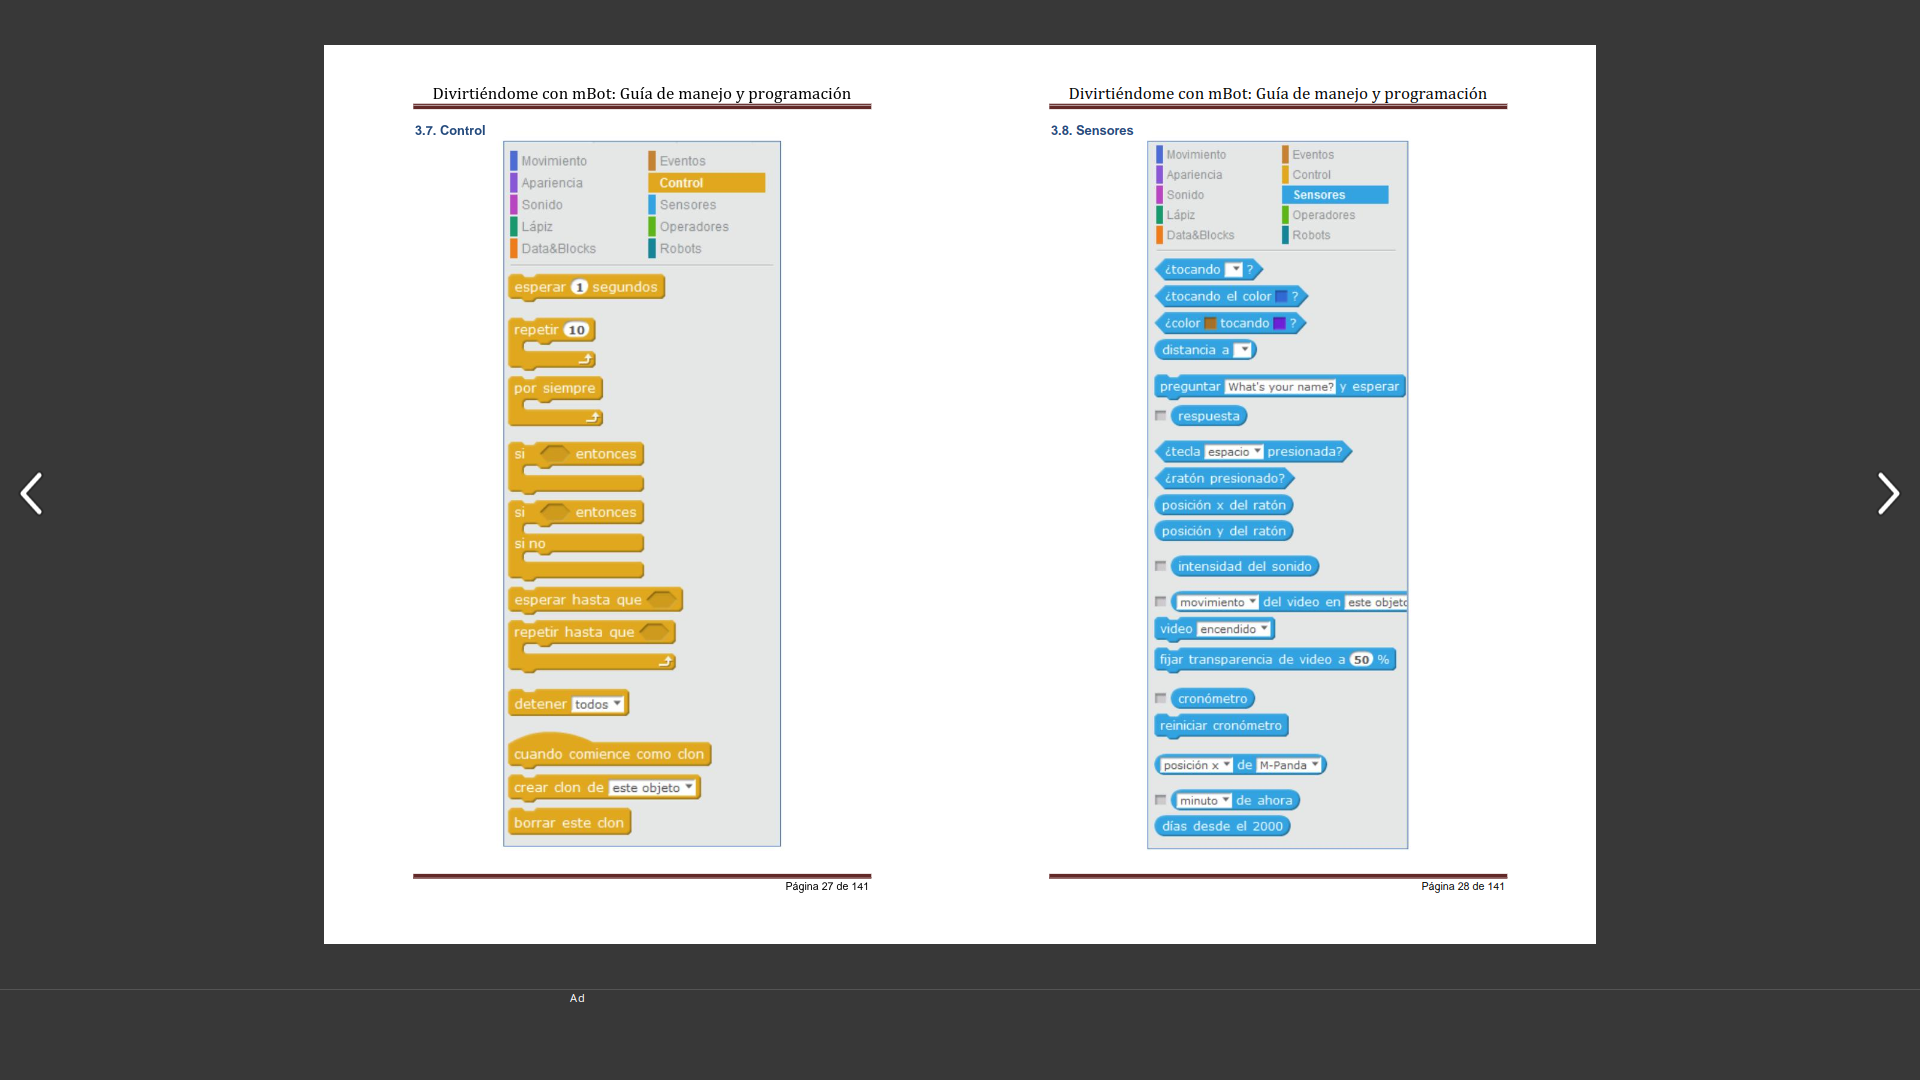 Divirtiéndome con mBot: Guía de manejo y programación
3.7. Control
Movimiento
Eventos
Apariencia
Control
Sonido
Sensores
Lápiz
Operadores
Data&Blocks
Robots
esperar 1 segundos
repetir 10
por siempre
si entonces
si entonces
si no
esperar hasta que
repetir hasta que
detener todos
cuando comience como clon
crear clon de este objeto
borrar este clon
Página 27 de 141
Divirtiéndome con mBot: Guía de manejo y programación
3.8. Sensores
Movimiento
Eventos
Apariencia
Control
Sonido
Sensores
Lápiz
Operadores
Data&Blocks
Robots
¿tocando ?
¿tocando el color ?
¿color tocando ?
distancia a
preguntar What's your name? y esperar
respuesta
¿tecla espacio presionada?
¿ratón presionado?
posición x del ratón
posición y del ratón
intensidad del sonido
movimiento del video en este objeto
video encendido
fijar transparencia de video a 50 %
cronómetro
reiniciar cronómetro
posición x de M-Panda
minuto de ahora
días desde el 2000
Página 28 de 141
Ad